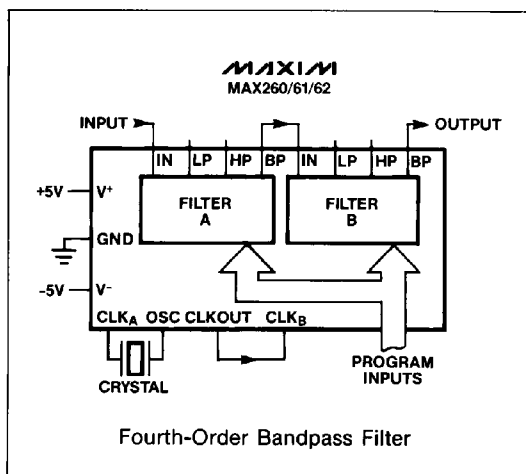 MAXIM
MAX260/61/62
INPUT
OUTPUT
IN LP HP BP IN LP HP BP
+5V V+
FILTER A
FILTER B
GND
-5V V−
CLKA OSC CLKOUT CLKB
CRYSTAL
PROGRAM INPUTS
Fourth-Order Bandpass Filter